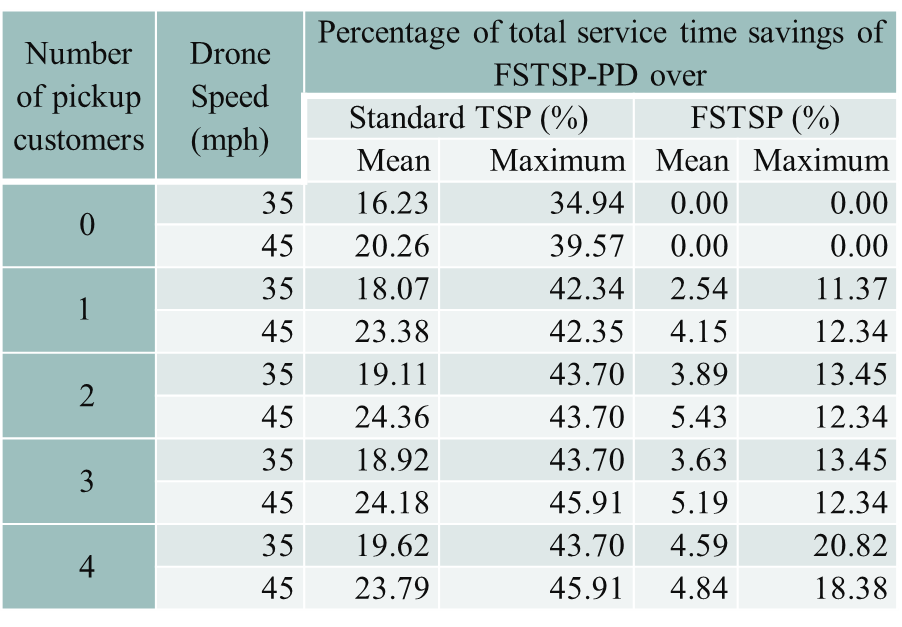 Number of pickup customers Drone Speed (mph) Percentage of total service time savings of FSTSP-PD over
Standard TSP (%) FSTSP (%)
Mean Maximum Mean Maximum
0 35 16.23 34.94 0.00 0.00
45 20.26 39.57 0.00 0.00
1 35 18.07 42.34 2.54 11.37
45 23.38 42.35 4.15 12.34
2 35 19.11 43.70 3.89 13.45
45 24.36 43.70 5.43 12.34
3 35 18.92 43.70 3.63 13.45
45 24.18 45.91 5.19 12.34
4 35 19.62 43.70 4.59 20.82
45 23.79 45.91 4.84 18.38